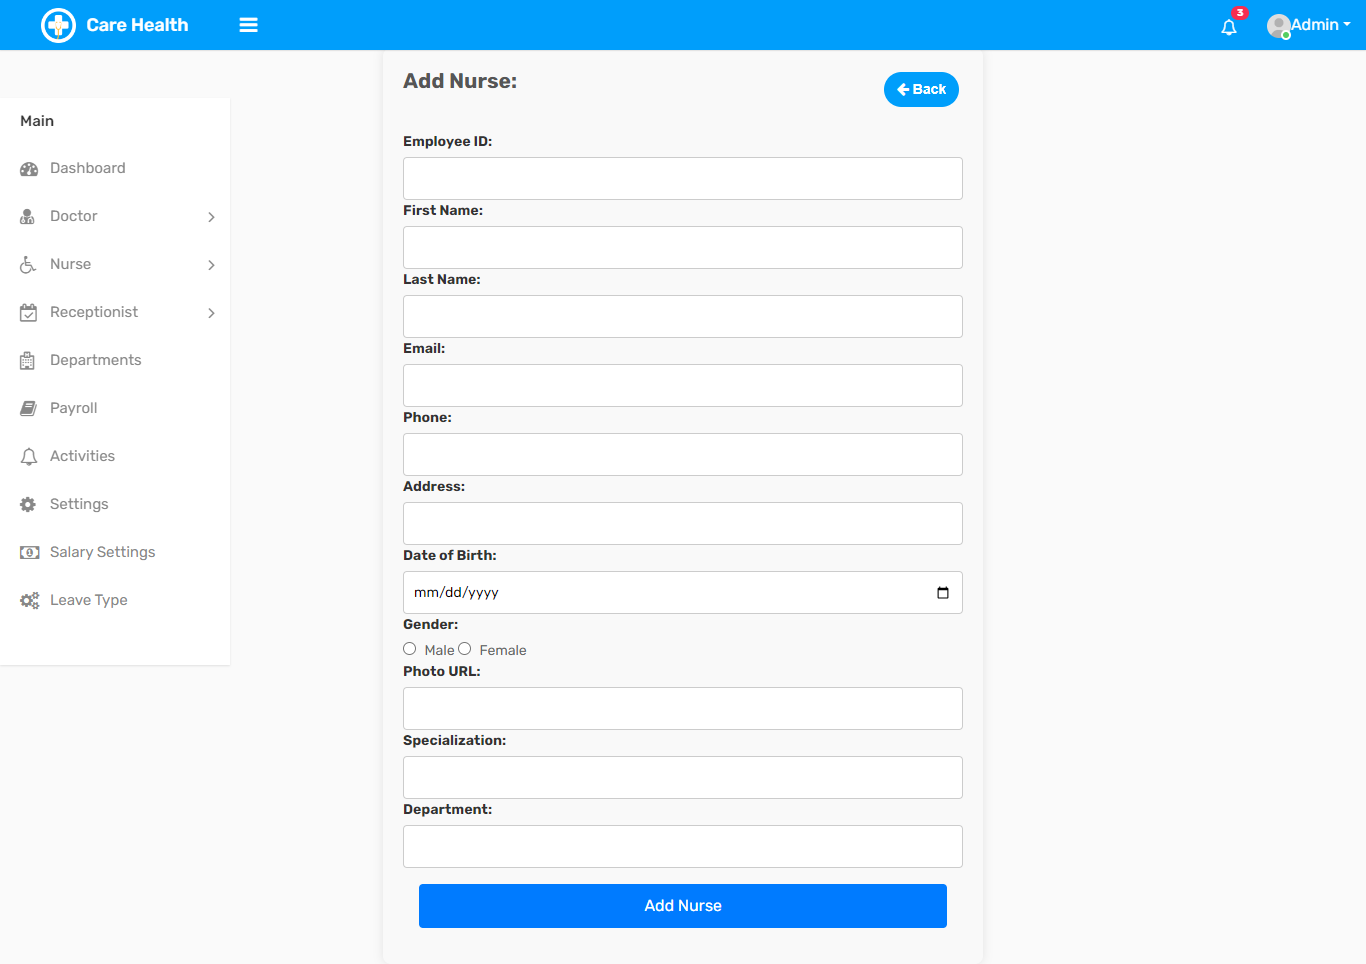 Care Health
3
Admin
Main
Dashboard
Doctor
Nurse
Receptionist
Departments
Payroll
Activities
Settings
Salary Settings
Leave Type
Add Nurse:
Back
Employee ID:
First Name:
Last Name:
Email:
Phone:
Address:
Date of Birth:
mm/dd/yyyy
Gender:
Male Female
Photo URL:
Specialization:
Department:
Add Nurse